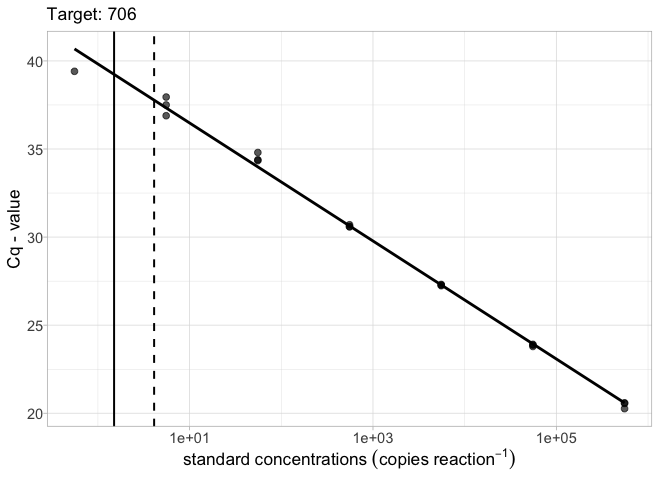 Target: 706
40
35
30
25
20
Cq - value
1e+01 1e+03 1e+05
standard concentrations (copies reaction⁻¹)